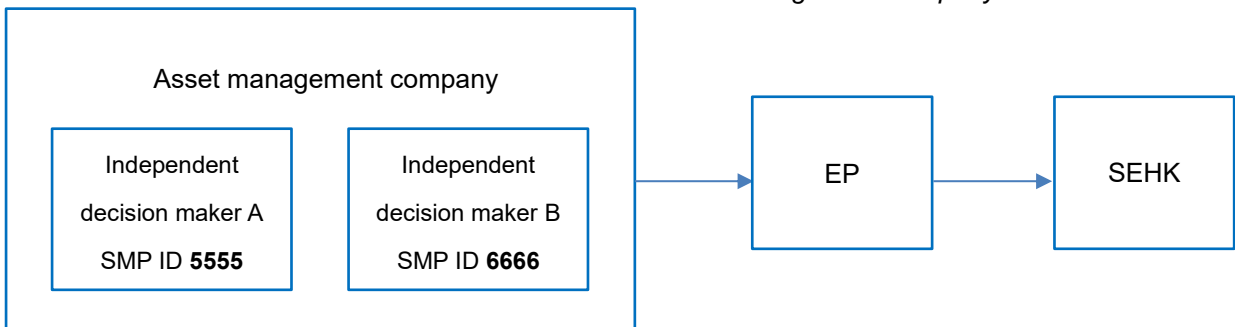 Asset management company
Independent
decision maker A
SMP ID 5555
Independent
decision maker B
SMP ID 6666
EP
SEHK